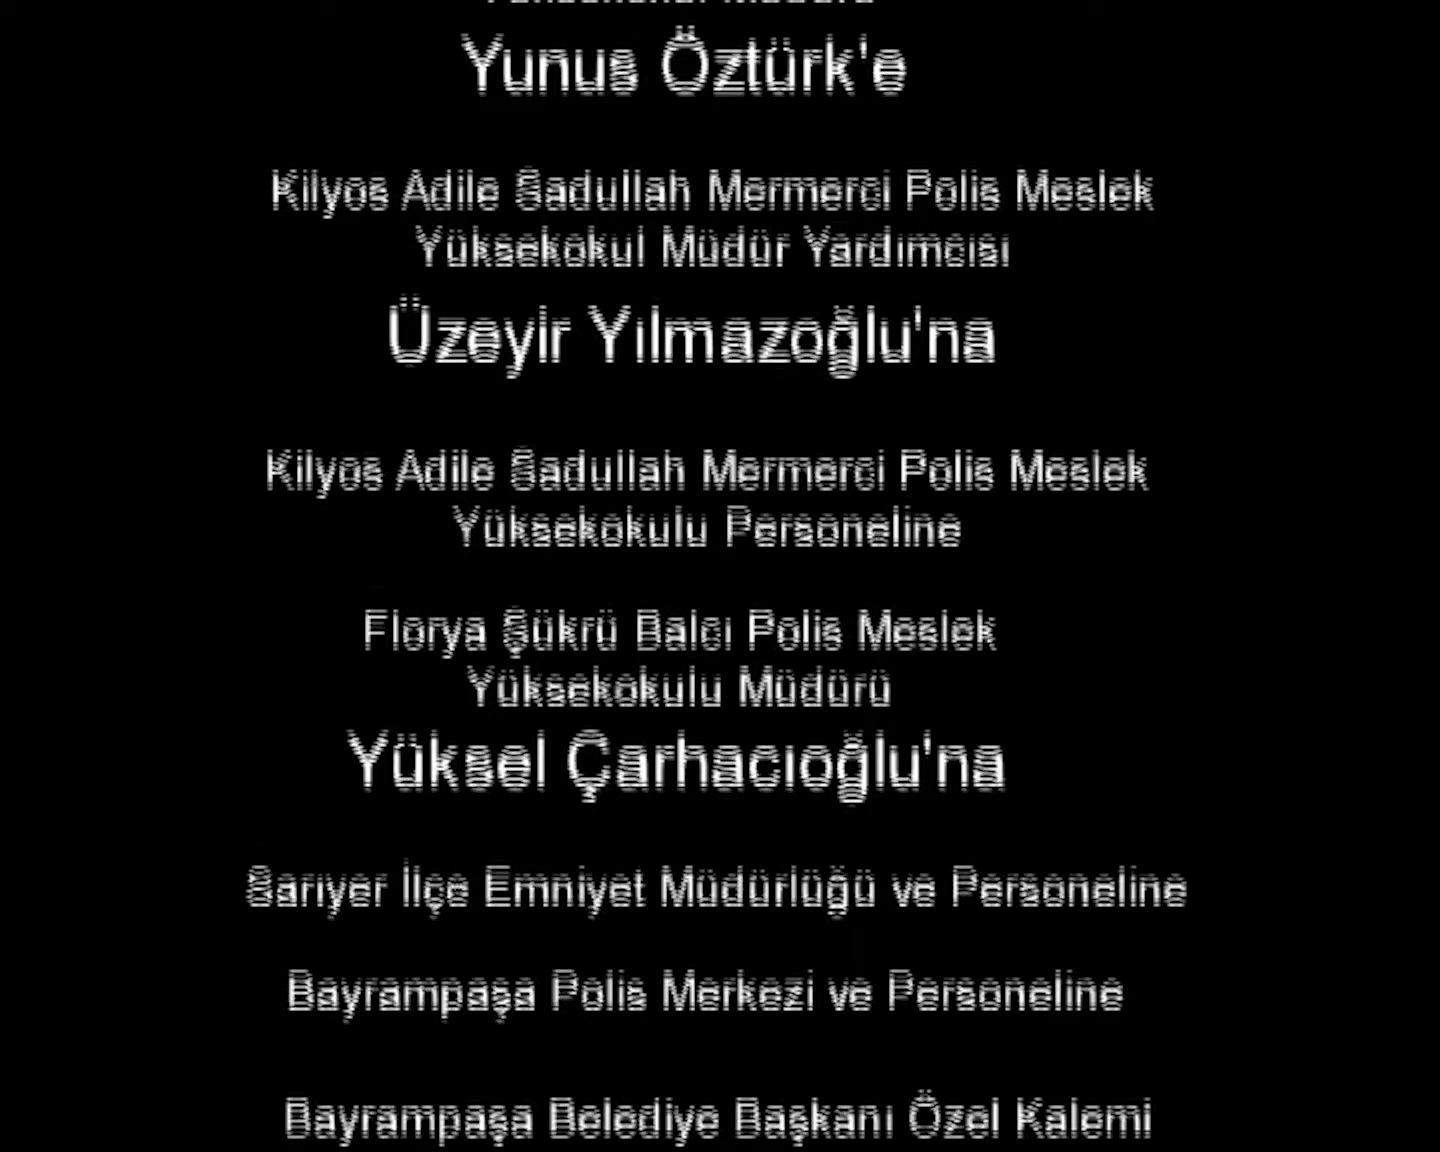 Yunus Öztürk'e
Kilyos Adile Sadullah Mermerci Polis Meslek
Yüksekokul Müdür Yardımcısı
Üzeyir Yılmazoğlu'na
Kilyos Adile Sadullah Mermerci Polis Meslek
Yüksekokulu Personeline
Florya Şükrü Balcı Polis Meslek
Yüksekokulu Müdürü
Yüksel Çarhacıoğlu'na
Sarıyer İlçe Emniyet Müdürlüğü ve Personeline
Bayrampaşa Polis Merkezi ve Personeline
Bayrampaşa Belediye Başkanı Özel Kalemi